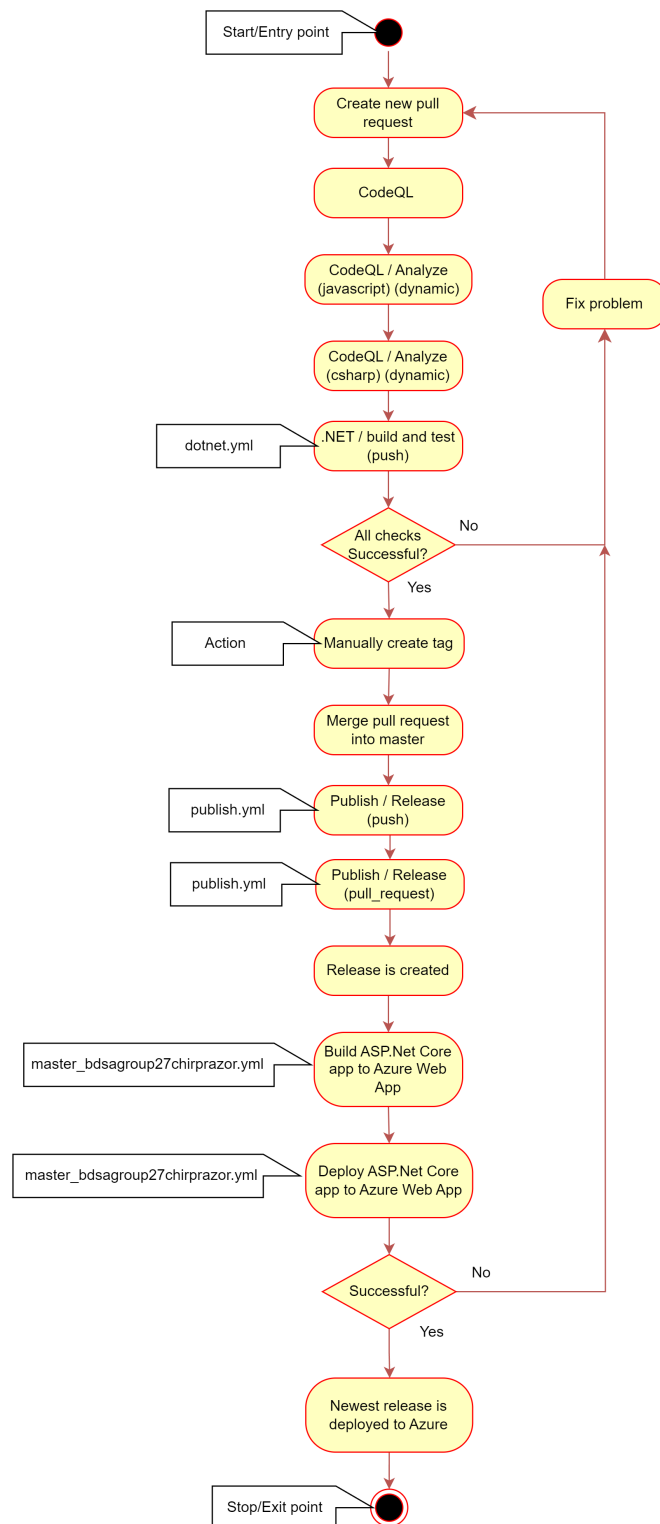 Start/Entry point
Create new pull
request
CodeQL
CodeQL / Analyze
(javascript) (dynamic)
Fix problem
CodeQL / Analyze
(csharp) (dynamic)
dotnet.yml
.NET / build and test
(push)
All checks
Successful?
No
Yes
Action
Manually create tag
Merge pull request
into master
publish.yml
Publish / Release
(push)
publish.yml
Publish / Release
(pull_request)
Release is created
master_bdsagroup27chirprazor.yml
Build ASP.Net Core
app to Azure Web
App
master_bdsagroup27chirprazor.yml
Deploy ASP.Net Core
app to Azure Web App
Successful?
No
Yes
Newest release is
deployed to Azure
Stop/Exit point